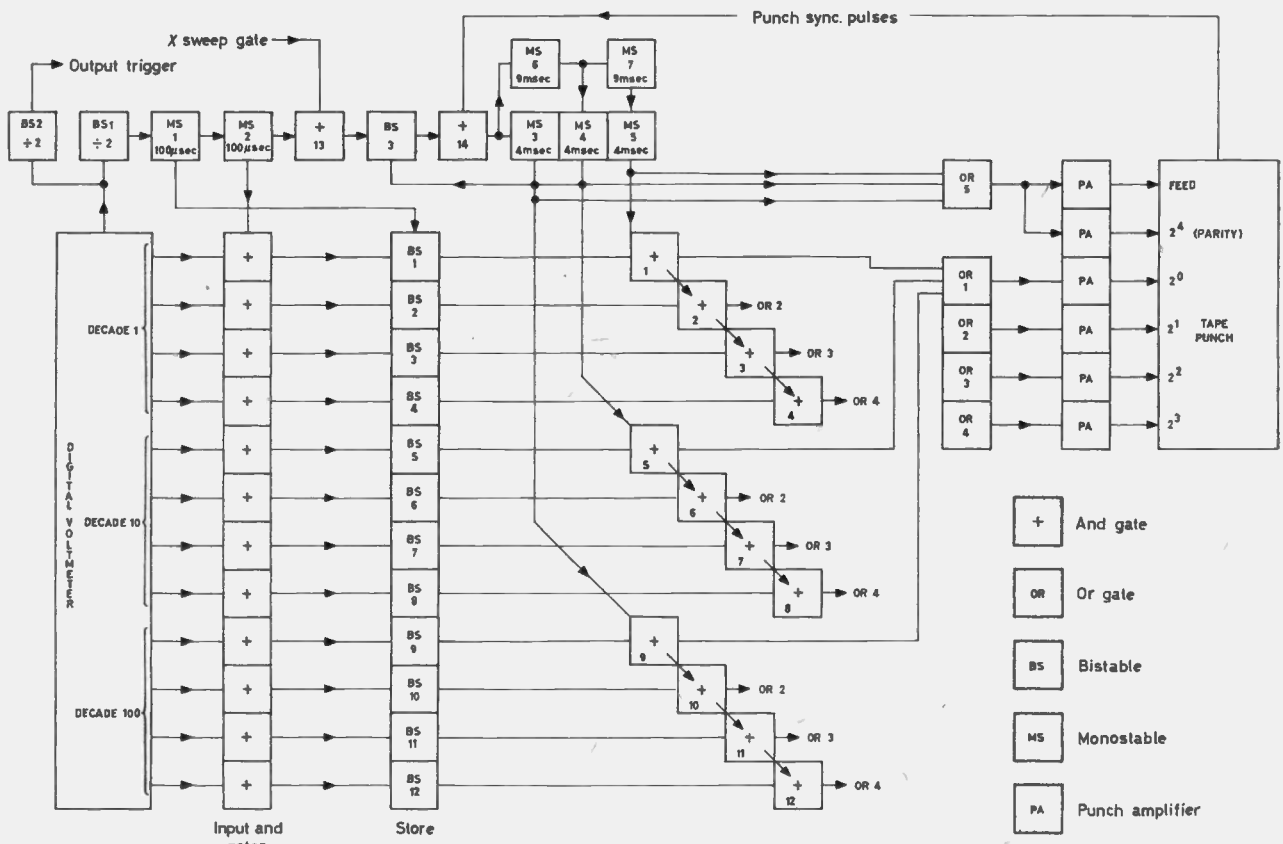 Punch sync. pulses
X sweep gate
Output trigger
MS
6
9msec
MS
7
9msec
BS2
÷2
BS1
÷2
MS
1
100µsec
MS
2
100µsec
+
13
BS
3
+
14
MS
3
4msec
MS
4
4msec
MS
5
4msec
OR
5
PA
FEED
PA
2⁴ (PARITY)
OR
1
PA
2⁰
OR
2
PA
2¹
TAPE
PUNCH
OR
3
PA
2²
OR
4
PA
2³
DIGITAL VOLTMETER
DECADE 1
DECADE 10
DECADE 100
+
+
+
+
+
+
+
+
+
+
+
+
BS
1
BS
2
BS
3
BS
4
BS
5
BS
6
BS
7
BS
8
BS
9
BS
10
BS
11
BS
12
+
1
+
2
OR 2
+
3
OR 3
+
4
OR 4
+
5
+
6
OR 2
+
7
OR 3
+
8
OR 4
+
9
+
10
OR 2
+
11
OR 3
+
12
OR 4
Input and
Store
+
And gate
OR
Or gate
BS
Bistable
MS
Monostable
PA
Punch amplifier